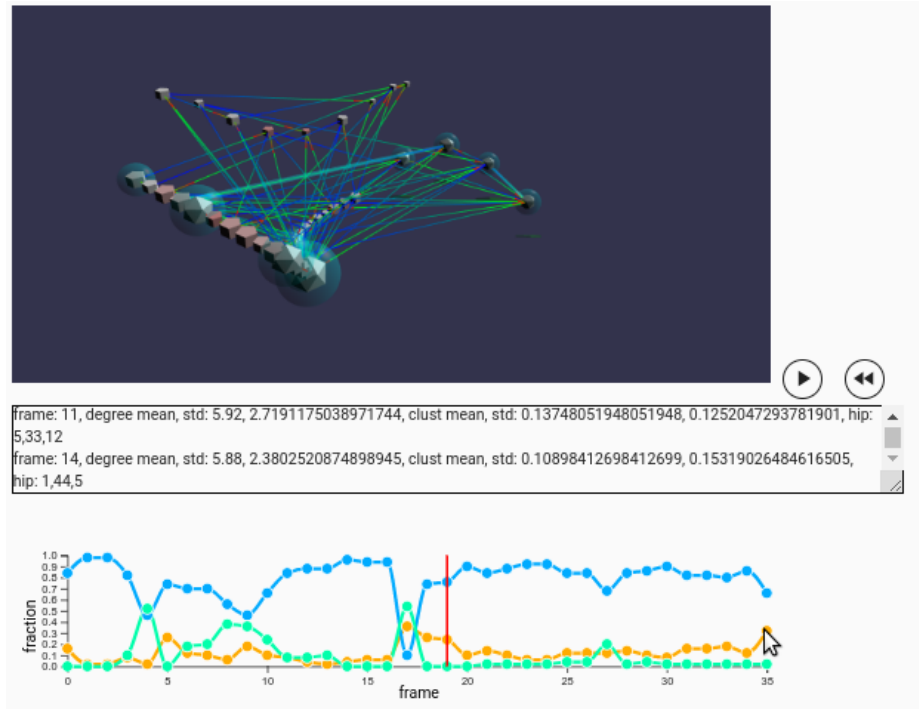 frame: 11, degree mean, std: 5.92, 2.7191175038971744, clust mean, std: 0.13748051948051948, 0.1252047293781901, hip:
5,33,12
frame: 14, degree mean, std: 5.88, 2.3802520874898945, clust mean, std: 0.10898412698412699, 0.15319026484616505,
hip: 1,44,5
fraction
1.0
0.9
0.8
0.7
0.6
0.5
0.4
0.3
0.2
0.1
0.0
0 5 10 15 20 25 30 35
frame